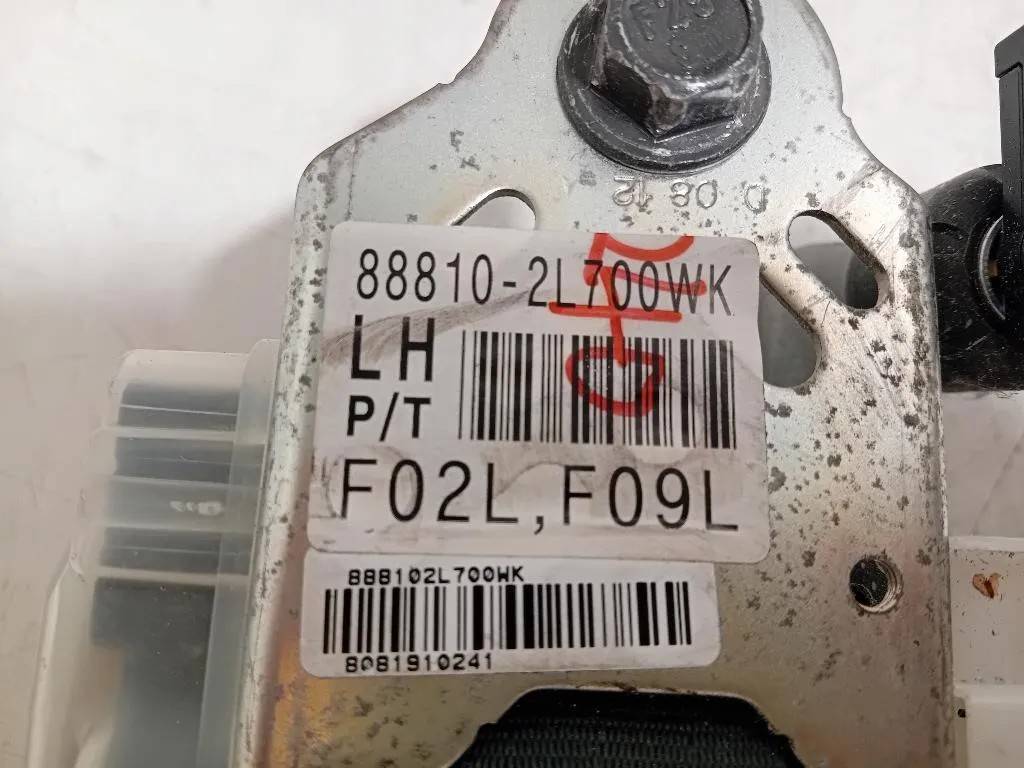 D 08 12
88810-2L700WK
LH
P/T
F02L, F09L
888102L700WK
8081910241